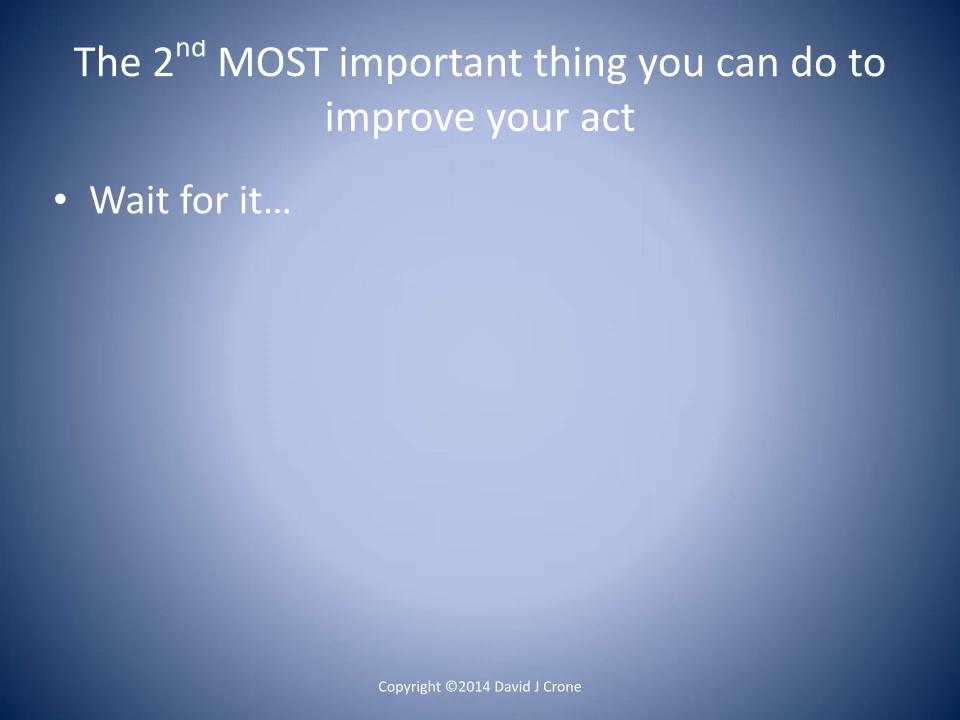 The 2nd MOST important thing you can do to
improve your act
• Wait for it...
Copyright ©2014 David J Crone